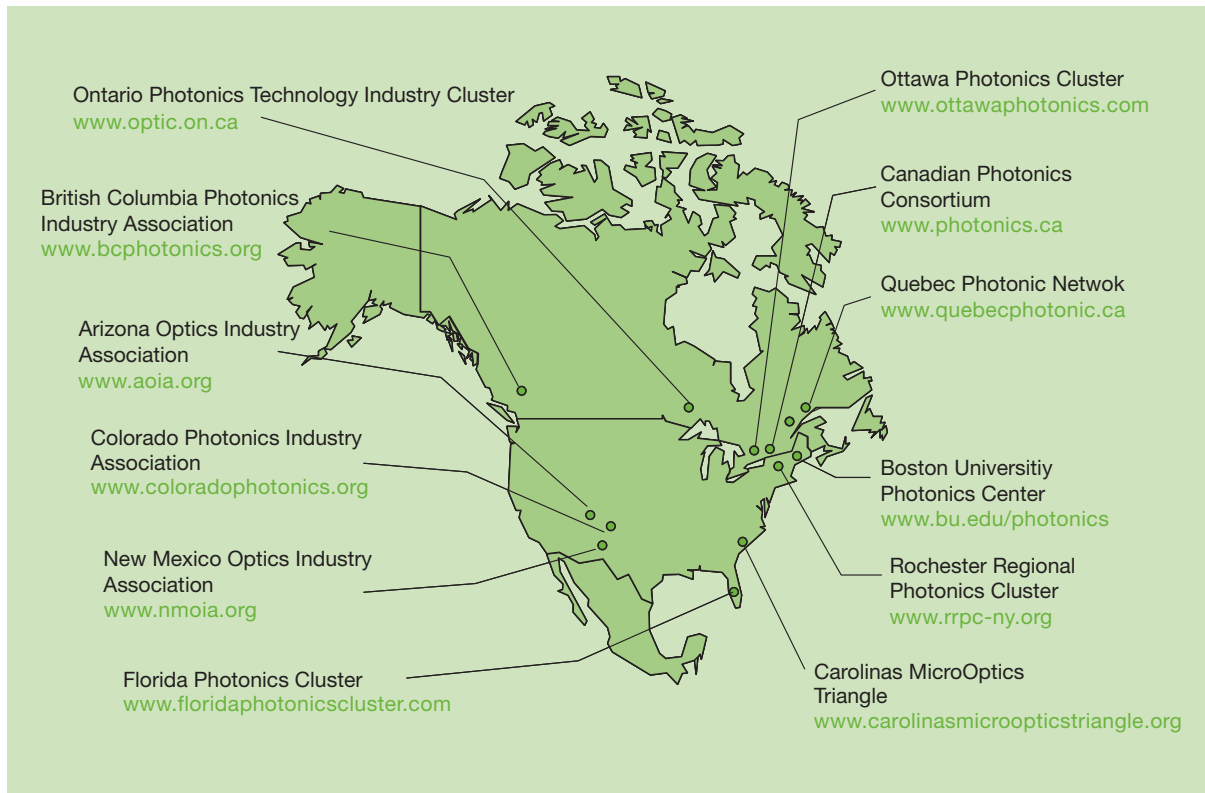 Ontario Photonics Technology Industry Cluster
www.optic.on.ca
British Columbia Photonics
Industry Association
www.bcphotonics.org
Arizona Optics Industry
Association
www.aoia.org
Colorado Photonics Industry
Association
www.coloradophotonics.org
New Mexico Optics Industry
Association
www.nmoia.org
Florida Photonics Cluster
www.floridaphotonicscluster.com
Ottawa Photonics Cluster
www.ottawaphotonics.com
Canadian Photonics
Consortium
www.photonics.ca
Quebec Photonic Netwok
www.quebecphotonic.ca
Boston Universitiy
Photonics Center
www.bu.edu/photonics
Rochester Regional
Photonics Cluster
www.rrpc-ny.org
Carolinas MicroOptics
Triangle
www.carolinasmicroopticstriangle.org